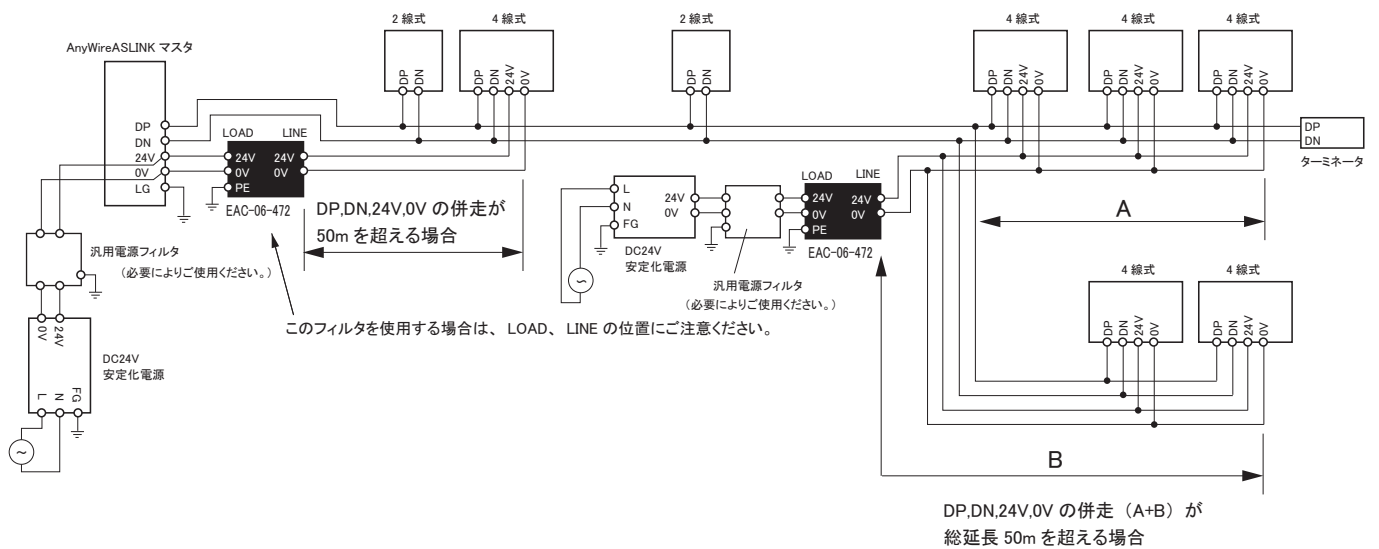 2 線式
4 線式
2 線式
4 線式
4 線式
4 線式
AnyWireASLINK マスタ
DP
DN
DP
DN
24V
0V
DP
DN
DP
DN
24V
0V
DP
DN
24V
0V
DP
DN
24V
0V
DP
DN
24V
0V
LG
LOAD LINE
24V 24V
0V 0V
PE
EAC-06-472
DP
DN
ターミネータ
DP,DN,24V,0V の併走が
50m を超える場合
L
N
FG
24V
0V
DC24V
安定化電源
LOAD LINE
24V 24V
0V 0V
PE
EAC-06-472
A
汎用電源フィルタ
（必要によりご使用ください。）
汎用電源フィルタ
（必要によりご使用ください。）
4 線式
4 線式
DP
DN
24V
0V
DP
DN
24V
0V
このフィルタを使用する場合は、 LOAD、 LINE の位置にご注意ください。
0V
24V
DC24V
安定化電源
L
N
FG
~
~
B
DP,DN,24V,0V の併走（A+B）が
総延長 50m を超える場合